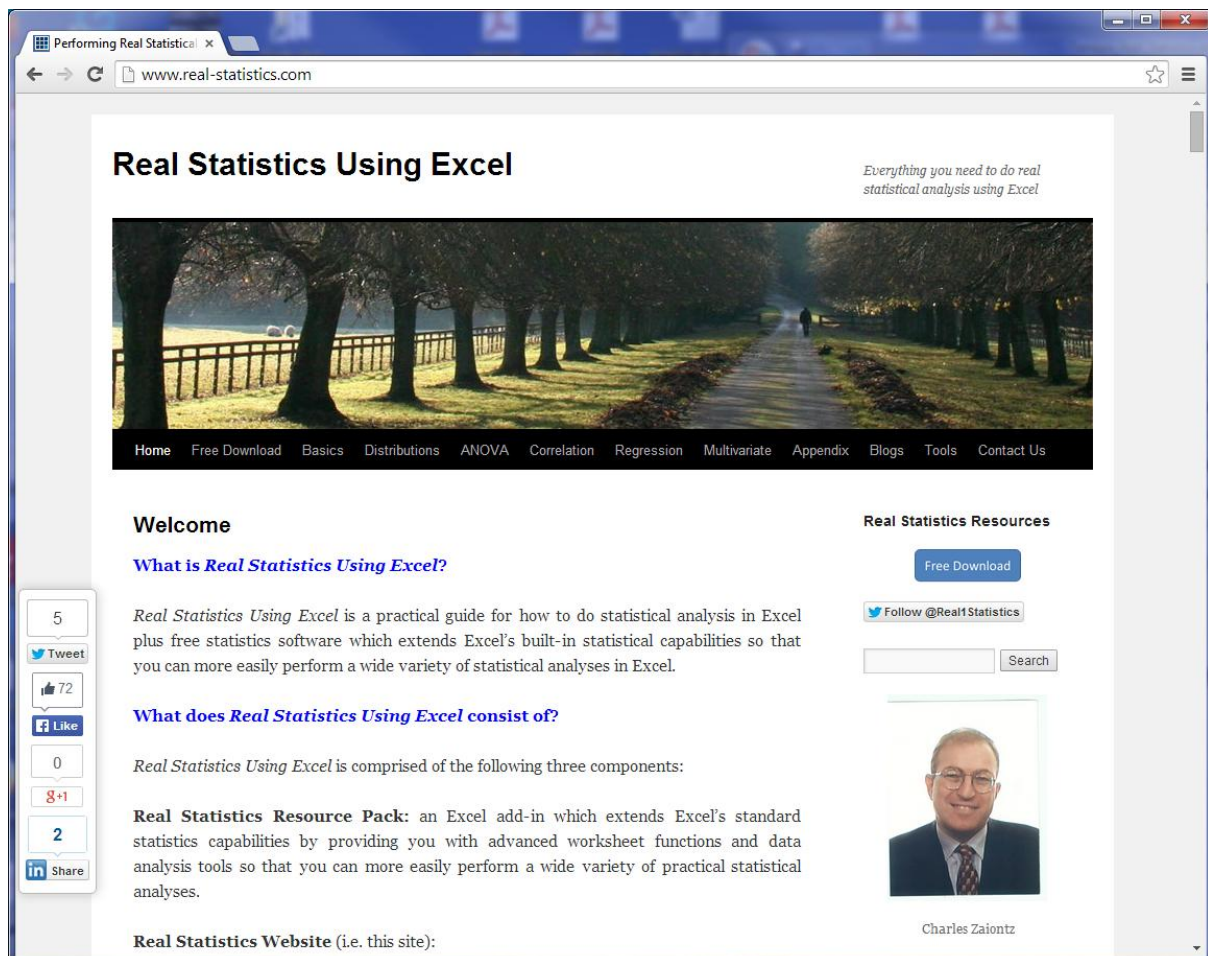 Performing Real Statistical
www.real-statistics.com
Real Statistics Using Excel
Everything you need to do real
statistical analysis using Excel
Home Free Download Basics Distributions ANOVA Correlation Regression Multivariate Appendix Blogs Tools Contact Us
Welcome
What is Real Statistics Using Excel?
Real Statistics Using Excel is a practical guide for how to do statistical analysis in Excel
plus free statistics software which extends Excel's built-in statistical capabilities so that
you can more easily perform a wide variety of statistical analyses in Excel.
What does Real Statistics Using Excel consist of?
Real Statistics Using Excel is comprised of the following three components:
Real Statistics Resource Pack: an Excel add-in which extends Excel's standard
statistics capabilities by providing you with advanced worksheet functions and data
analysis tools so that you can more easily perform a wide variety of practical statistical
analyses.
Real Statistics Website (i.e. this site):
Real Statistics Resources
Free Download
Follow @Real1Statistics
Search
Charles Zaiontz
5
Tweet
72
Like
0
g+1
2
in Share